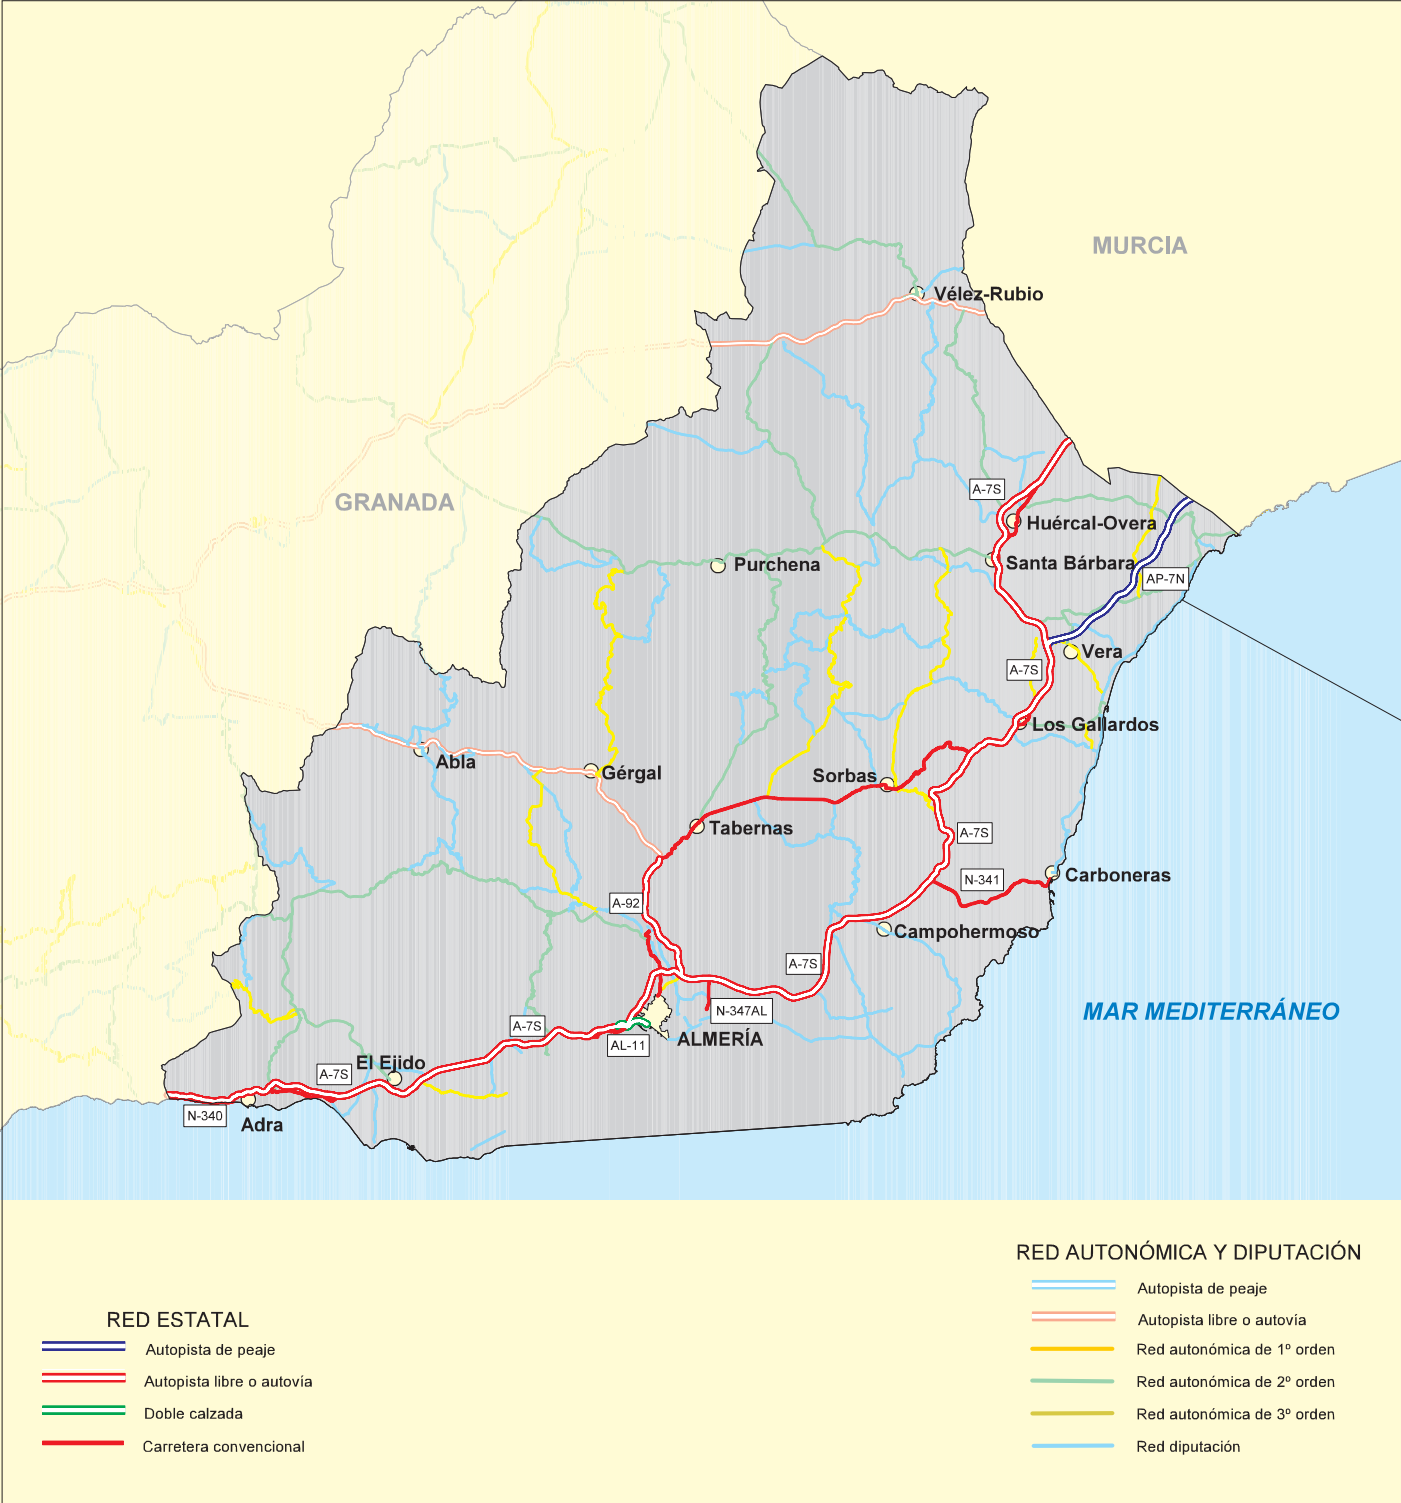 MURCIA
Vélez-Rubio
A-7S
GRANADA
Huércal-Overa
Purchena
Santa Bárbara
AP-7N
Vera
A-7S
Los Gallardos
Abla
Gérgal
Sorbas
Tabernas
A-7S
N-341
Carboneras
A-92
Campohermoso
A-7S
N-347AL
MAR MEDITERRÁNEO
A-7S
AL-11
ALMERÍA
El Ejido
A-7S
N-340
Adra
RED ESTATAL
Autopista de peaje
Autopista libre o autovía
Doble calzada
Carretera convencional
RED AUTONÓMICA Y DIPUTACIÓN
Autopista de peaje
Autopista libre o autovía
Red autonómica de 1º orden
Red autonómica de 2º orden
Red autonómica de 3º orden
Red diputación